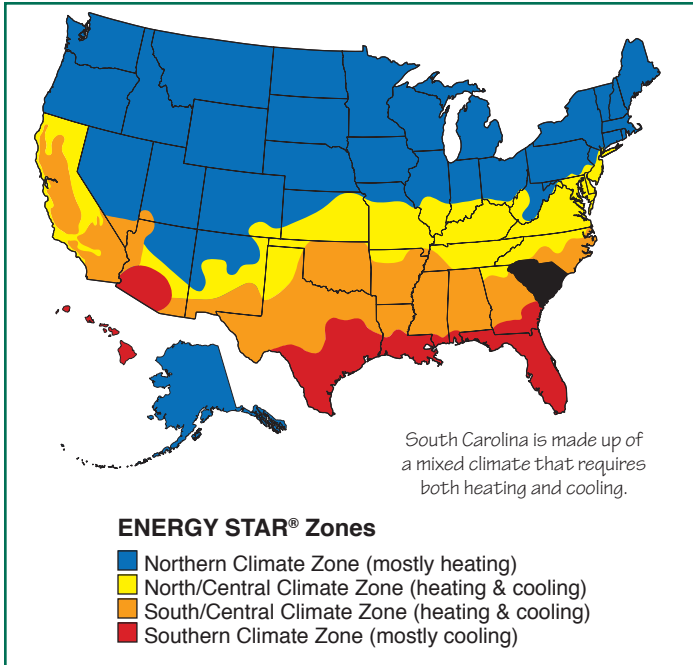 South Carolina is made up of
a mixed climate that requires
both heating and cooling.
ENERGY STAR® Zones
Northern Climate Zone (mostly heating)
North/Central Climate Zone (heating & cooling)
South/Central Climate Zone (heating & cooling)
Southern Climate Zone (mostly cooling)